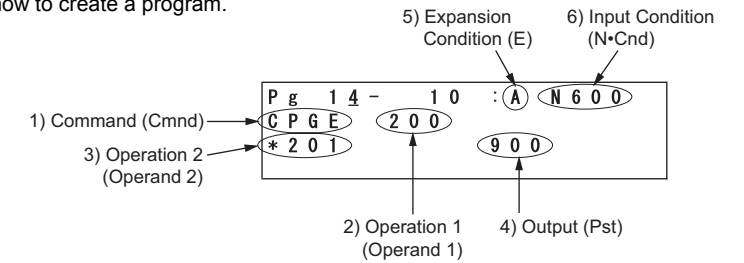 how to create a program.
5) Expansion
Condition (E)
6) Input Condition
(N•Cnd)
Pg 14- 10 :A N600
1) Command (Cmnd)
CPGE 200
3) Operation 2
(Operand 2)
*201 900
2) Operation 1
(Operand 1)
4) Output (Pst)